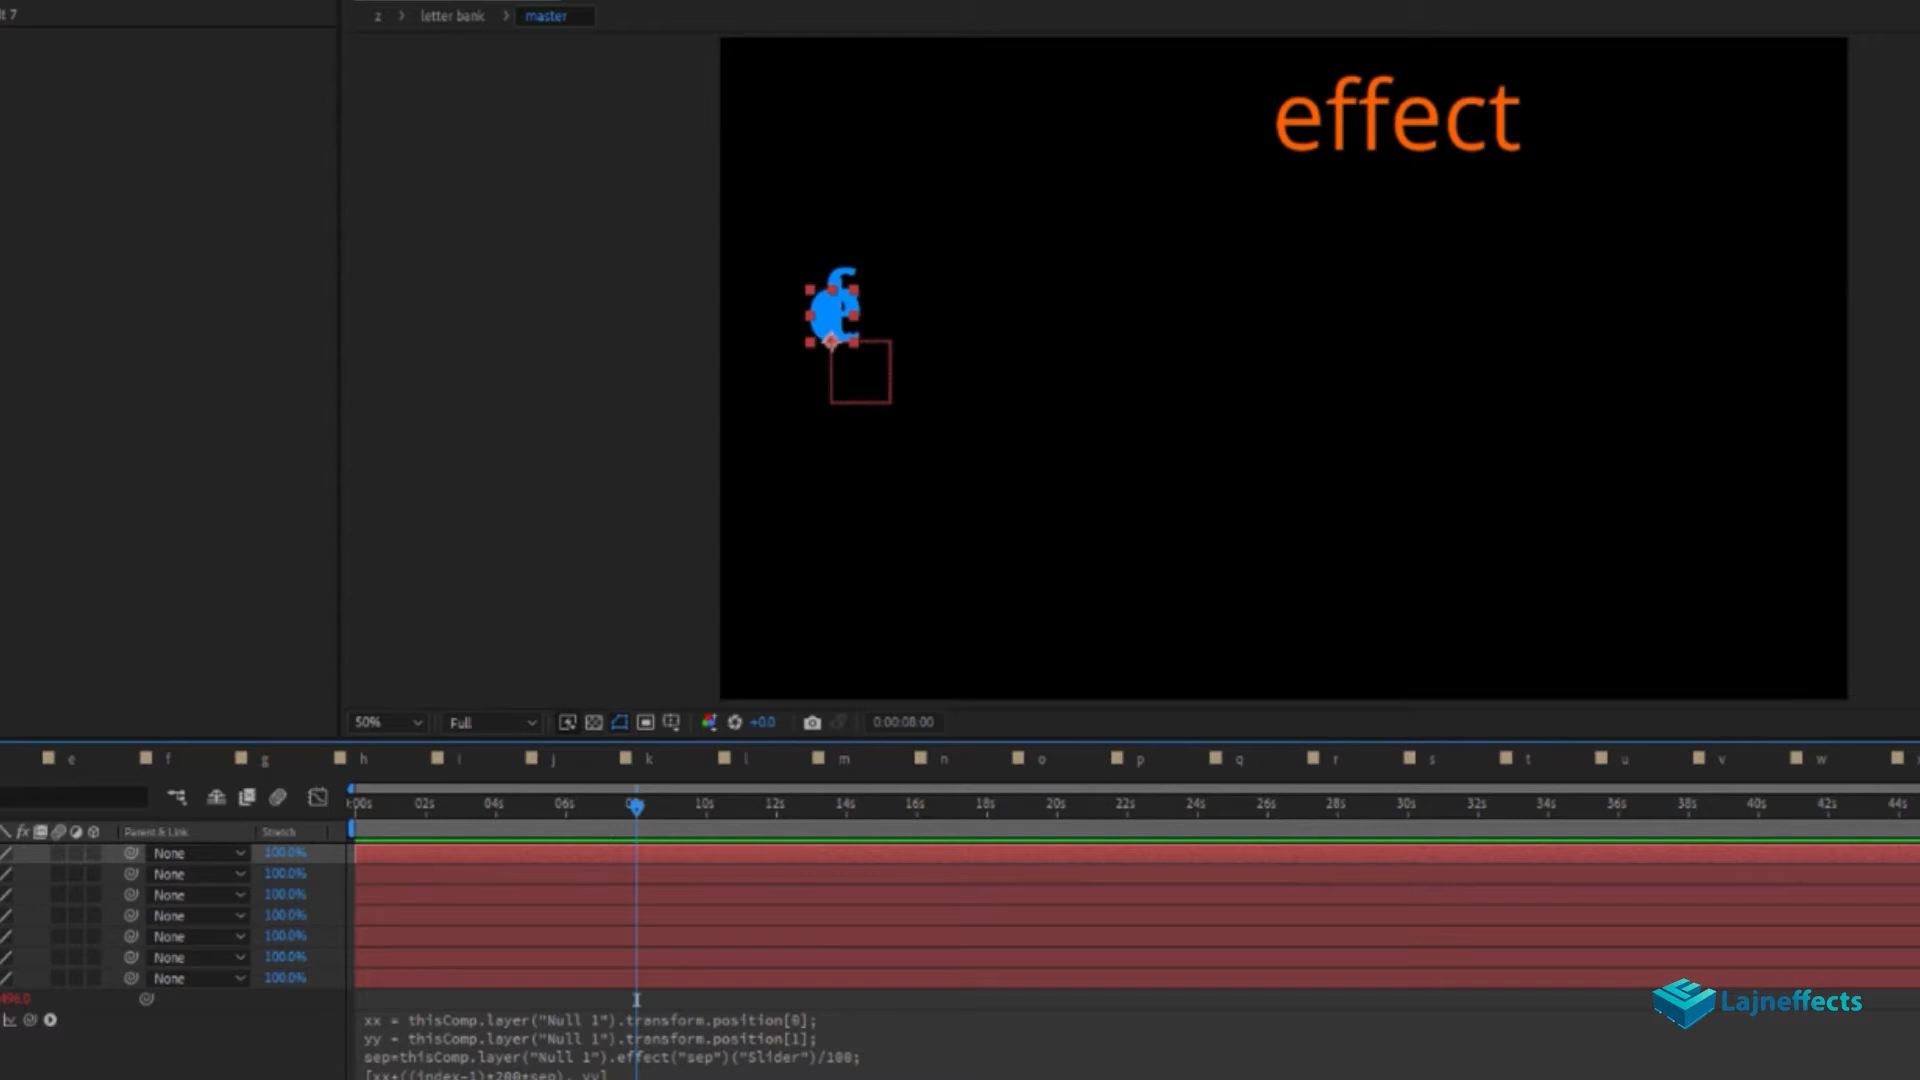 z > letter bank > master
effect
e
50% Full +0.0 0:00:08:00
e f g h i j k l m n o p q r s t u v w
:00s 02s 04s 06s 10s 12s 14s 16s 18s 20s 22s 24s 26s 28s 30s 32s 34s 36s 38s 40s 42s 44s
fx Parent & Link Stretch
None 100.0%
None 100.0%
None 100.0%
None 100.0%
None 100.0%
None 100.0%
None 100.0%
496.0
xx = thisComp.layer("Null 1").transform.position[0];
yy = thisComp.layer("Null 1").transform.position[1];
sep=thisComp.layer("Null 1").effect("sep")("Slider")/100;
[xx+((index-1)*200*sep), yy]
Lajneffects